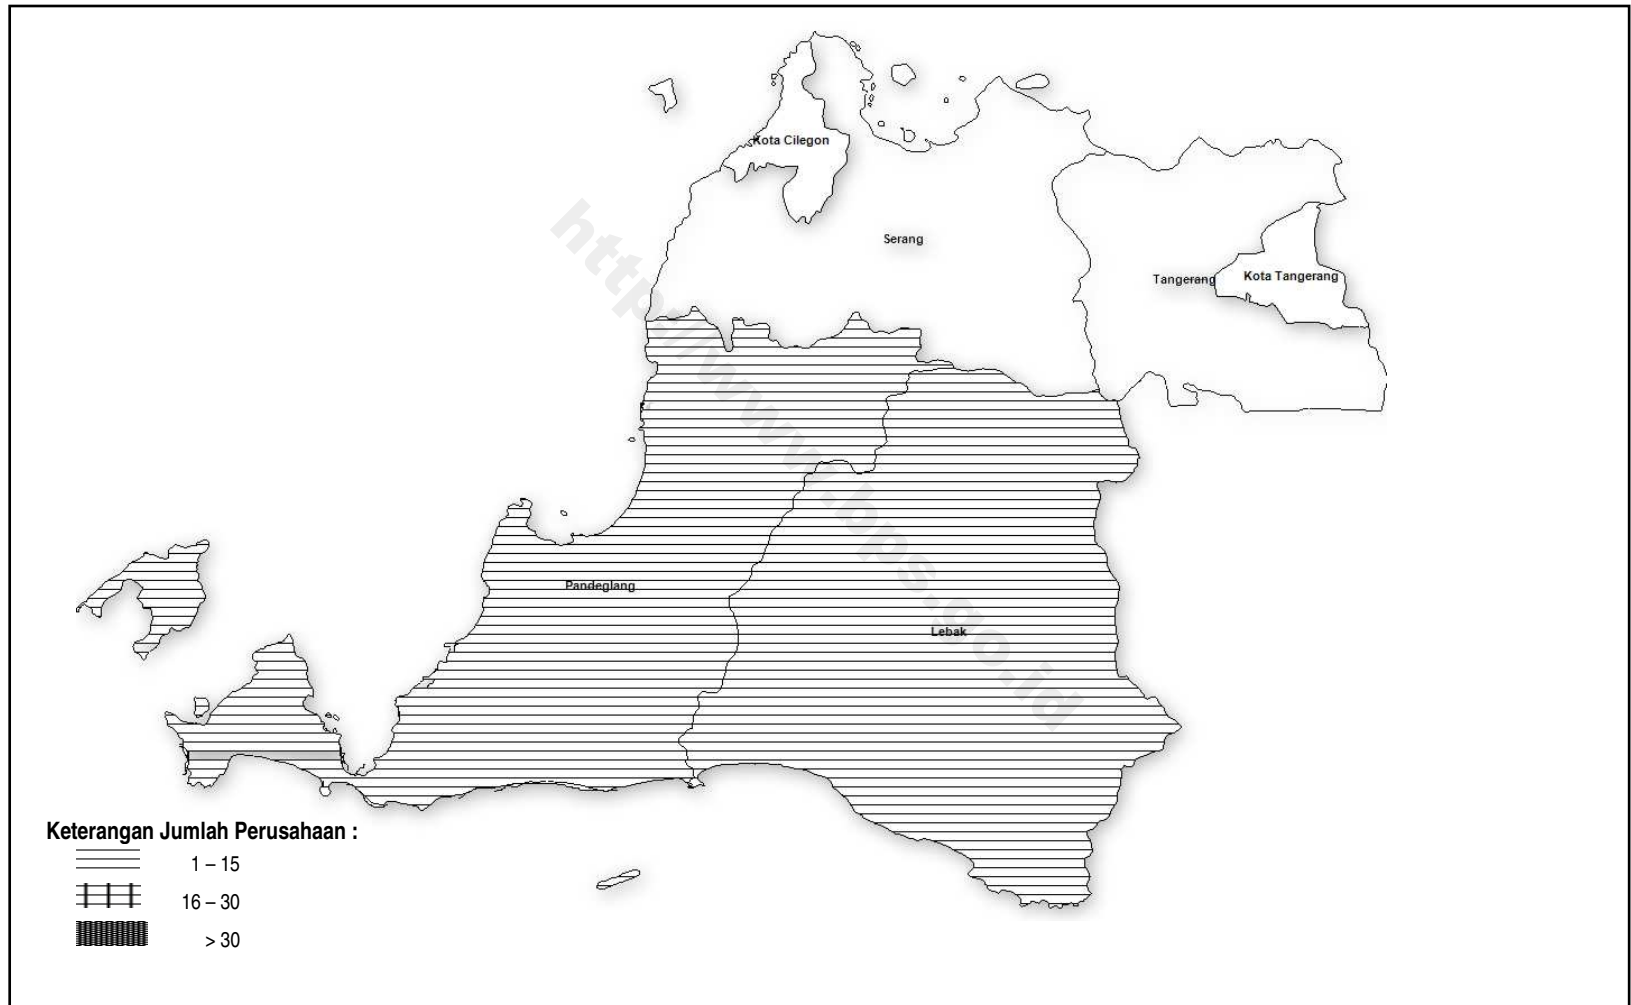 Kota Cilegon
Serang
Tangerang
Kota Tangerang
http://www.bps.go.id
Pandeglang
Lebak
Keterangan Jumlah Perusahaan :
1 – 15
16 – 30
> 30